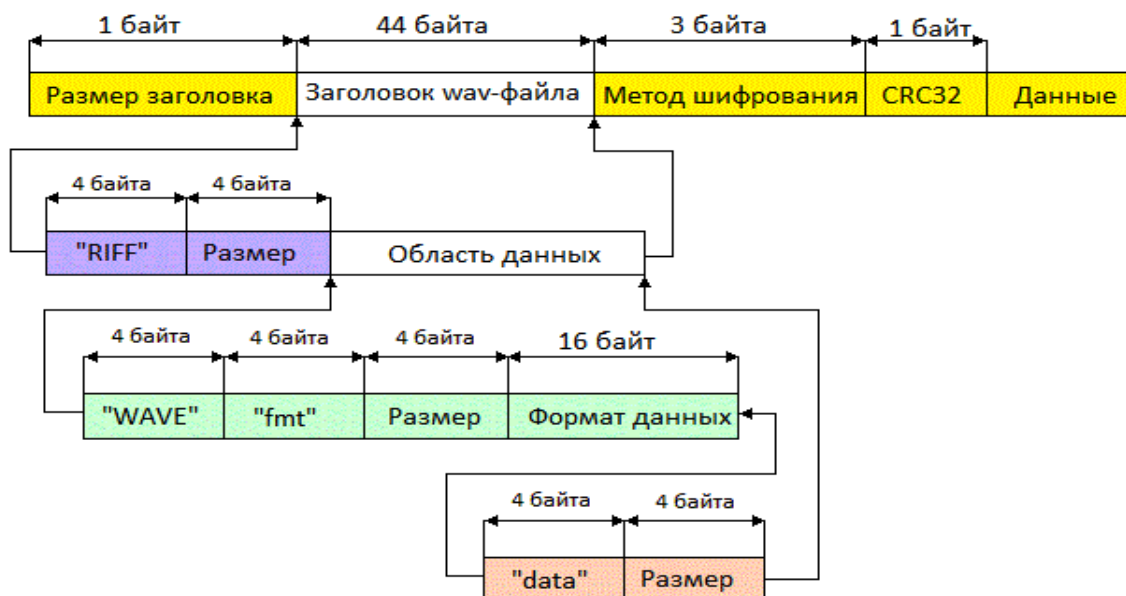 1 байт 44 байта 3 байта 1 байт
Размер заголовка Заголовок wav-файла Метод шифрования CRC32 Данные
4 байта 4 байта
"RIFF" Размер Область данных
4 байта 4 байта 4 байта 16 байт
"WAVE" "fmt" Размер Формат данных
4 байта 4 байта
"data" Размер